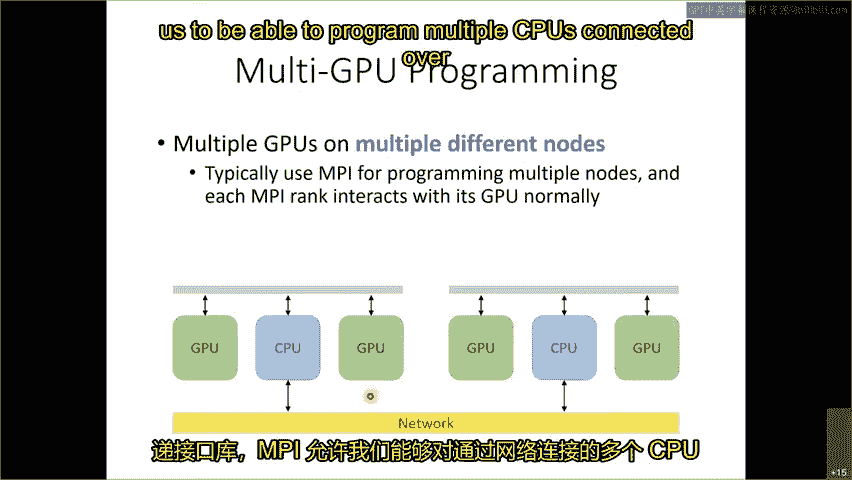 us to be able to program multiple CPUs connected
over
Multi-GPU Programming
• Multiple GPUs on multiple different nodes
• Typically use MPI for programming multiple nodes, and
each MPI rank interacts with its GPU normally
GPU CPU GPU GPU CPU GPU
Network
递接口库，MPI 允许我们能够对通过网络连接的多个 CPU
+15